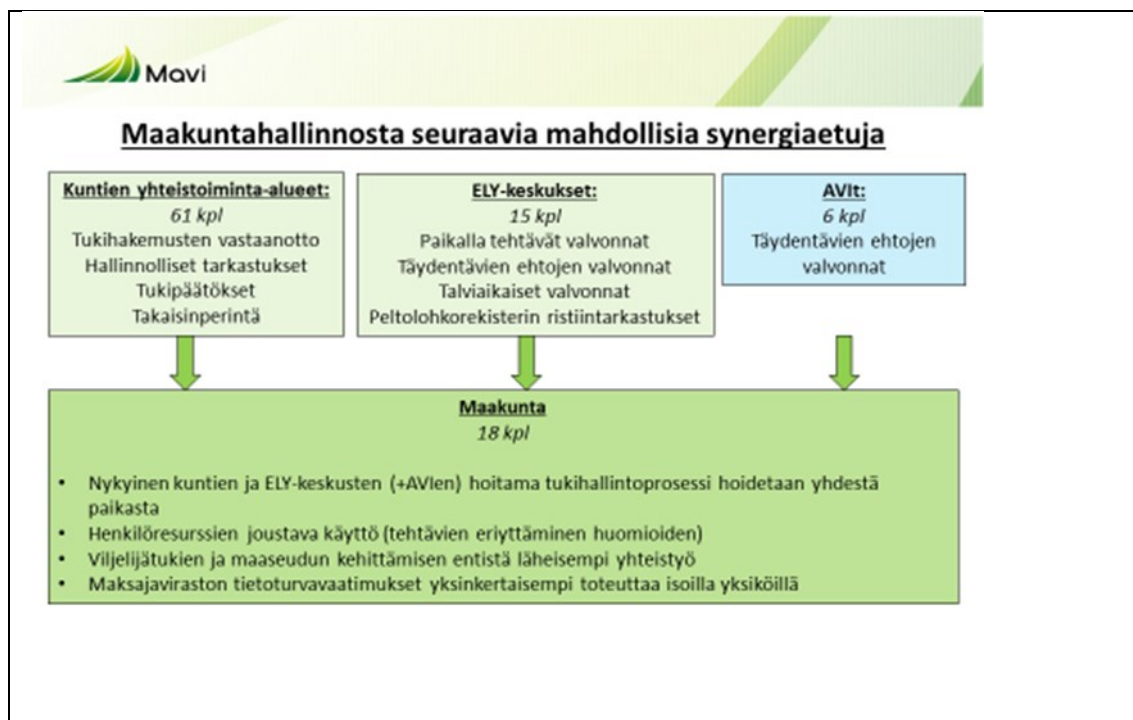 Mavi
Maakuntahallinnosta seuraavia mahdollisia synergiaetuja
Kuntien yhteistoiminta-alueet:
61 kpl
Tukihakemusten vastaanotto
Hallinnolliset tarkastukset
Tukipäätökset
Takaisinperintä
ELY-keskukset:
15 kpl
Paikalla tehtävät valvonnat
Täydentävien ehtojen valvonnat
Talviaikaiset valvonnat
Peltolohkorekisterin ristiintarkastukset
AVIt:
6 kpl
Täydentävien ehtojen
valvonnat
Maakunta
18 kpl
• Nykyinen kuntien ja ELY-keskusten (+AVIen) hoitama tukihallintoprosessi hoidetaan yhdestä
paikasta
• Henkilöresurssien joustava käyttö (tehtävien eriyttäminen huomioiden)
• Viljelijätukien ja maaseudun kehittämisen entistä läheisempi yhteistyö
• Maksajaviraston tietoturvavaatimukset yksinkertaisempi toteuttaa isoilla yksiköillä